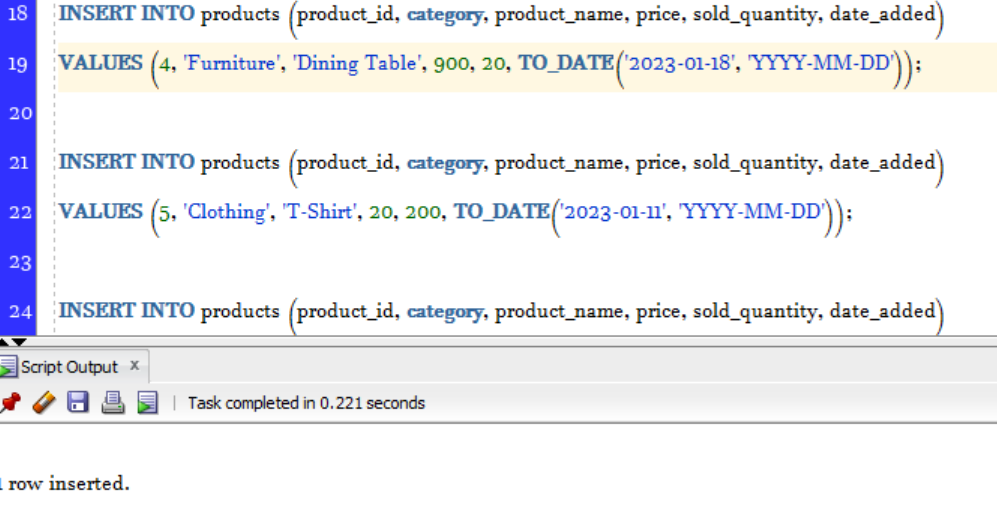 18 INSERT INTO products (product_id, category, product_name, price, sold_quantity, date_added)
19 VALUES (4, 'Furniture', 'Dining Table', 900, 20, TO_DATE('2023-01-18', 'YYYY-MM-DD'));
20
21 INSERT INTO products (product_id, category, product_name, price, sold_quantity, date_added)
22 VALUES (5, 'Clothing', 'T-Shirt', 20, 200, TO_DATE('2023-01-11', 'YYYY-MM-DD'));
23
24 INSERT INTO products (product_id, category, product_name, price, sold_quantity, date_added)
Script Output x
Task completed in 0.221 seconds
1 row inserted.